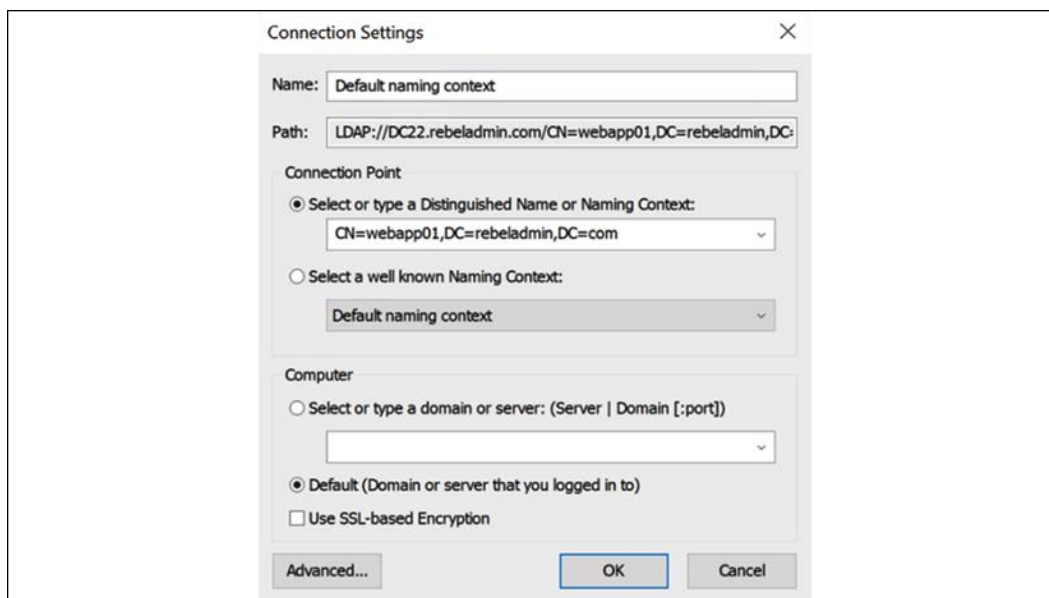 Connection Settings
Name: Default naming context
Path: LDAP://DC22.rebeladmin.com/CN=webapp01,DC=rebeladmin,DC=
Connection Point
Select or type a Distinguished Name or Naming Context:
CN=webapp01,DC=rebeladmin,DC=com
Select a well known Naming Context:
Default naming context
Computer
Select or type a domain or server: (Server | Domain [:port])
Default (Domain or server that you logged in to)
Use SSL-based Encryption
Advanced... OK Cancel